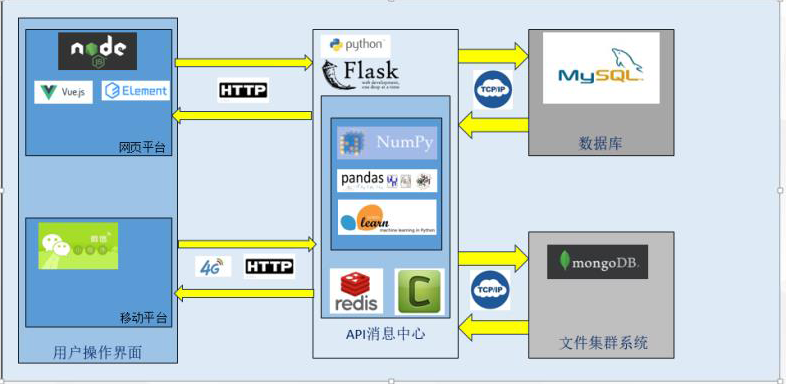 node
JS
Vue.js
ELement
网页平台
微信
移动平台
用户操作界面
HTTP
4G
HTTP
python
Flask
web development,
one drop at a time
NumPy
pandas
learn
machine learning in Python
redis
C
API消息中心
TCP/IP
TCP/IP
MySQL
数据库
mongoDB
文件集群系统